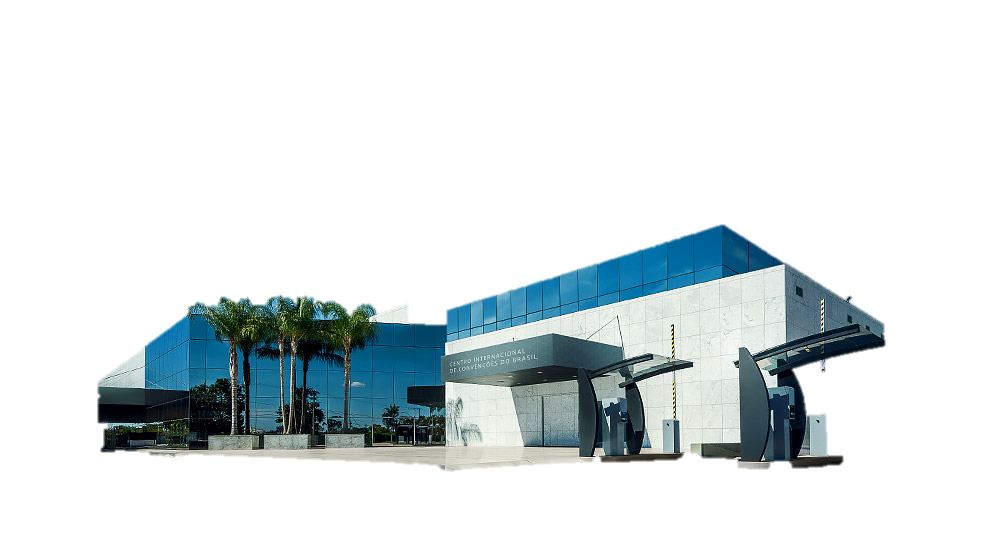 CENTRO INTERNACIONAL
DE CONVENÇÕES DO BRASIL